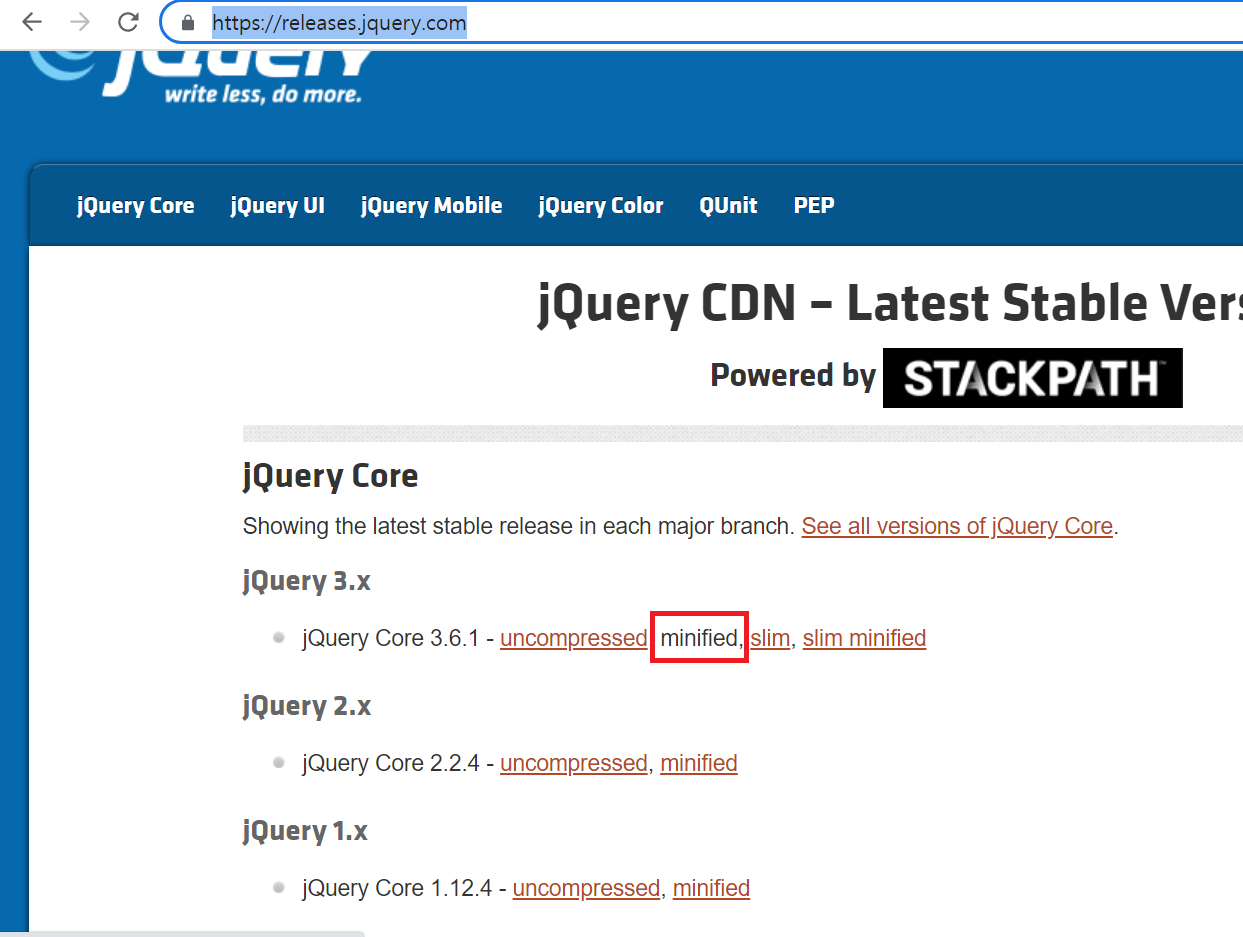 https://releases.jquery.com
jQuery
write less, do more.
jQuery Core jQuery UI jQuery Mobile jQuery Color QUnit PEP
jQuery CDN – Latest Stable Vers
Powered by STACKPATH™
jQuery Core
Showing the latest stable release in each major branch. See all versions of jQuery Core.
jQuery 3.x
jQuery Core 3.6.1 - uncompressed minified, slim, slim minified
jQuery 2.x
jQuery Core 2.2.4 - uncompressed, minified
jQuery 1.x
jQuery Core 1.12.4 - uncompressed, minified